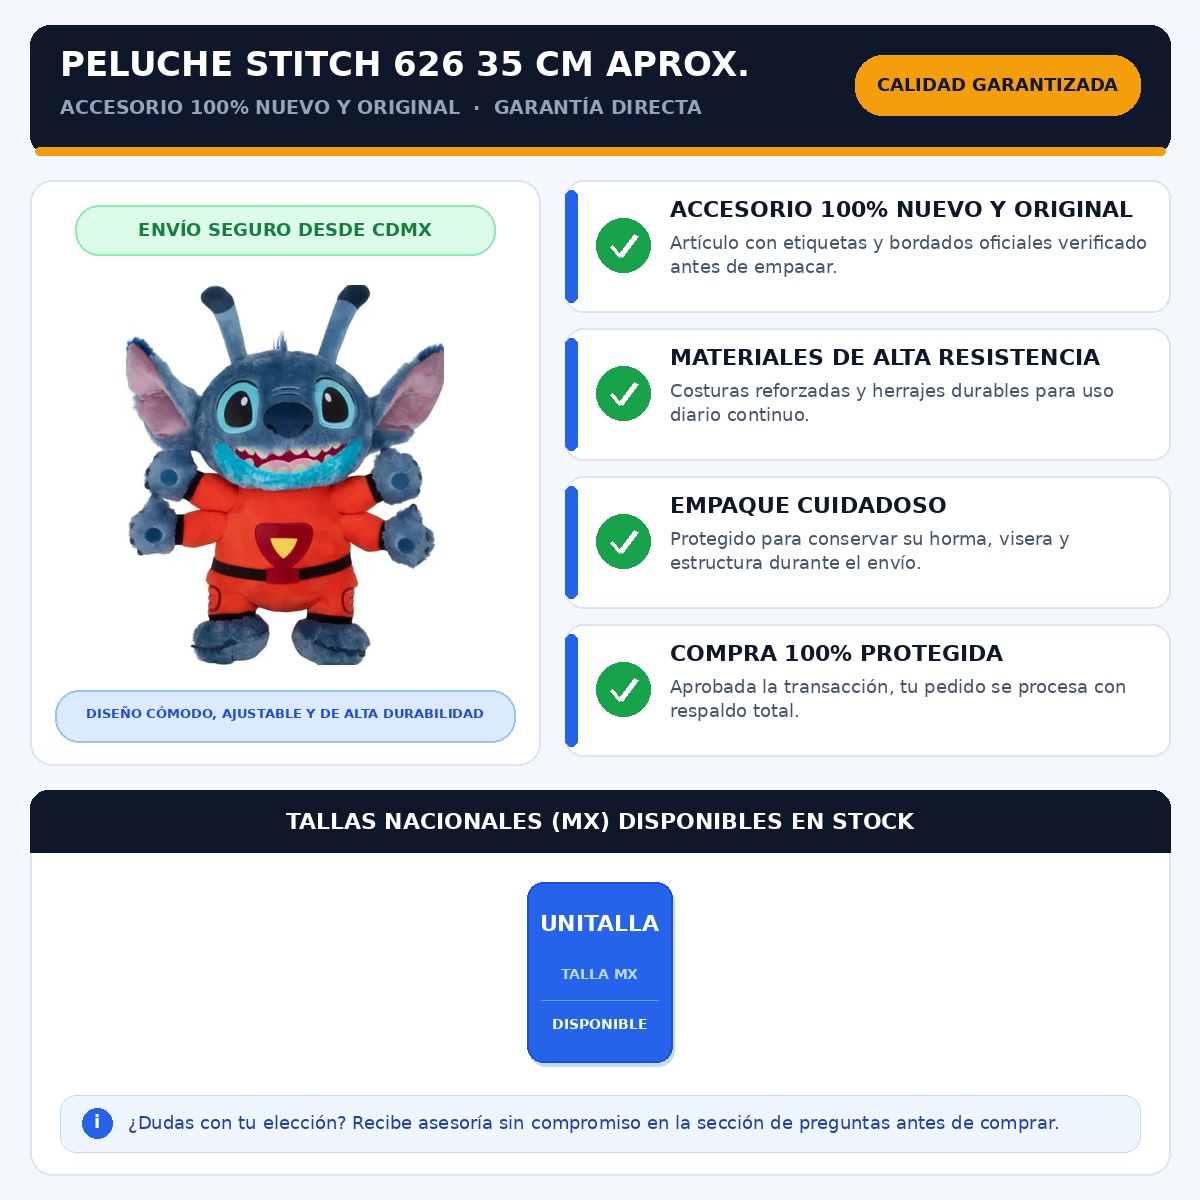 PELUCHE STITCH 626 35 CM APROX.
ACCESORIO 100% NUEVO Y ORIGINAL · GARANTÍA DIRECTA
CALIDAD GARANTIZADA
ENVÍO SEGURO DESDE CDMX
DISEÑO CÓMODO, AJUSTABLE Y DE ALTA DURABILIDAD
ACCESORIO 100% NUEVO Y ORIGINAL
Artículo con etiquetas y bordados oficiales verificado
antes de empacar.
MATERIALES DE ALTA RESISTENCIA
Costuras reforzadas y herrajes durables para uso
diario continuo.
EMPAQUE CUIDADOSO
Protegido para conservar su horma, visera y
estructura durante el envío.
COMPRA 100% PROTEGIDA
Aprobada la transacción, tu pedido se procesa con
respaldo total.
TALLAS NACIONALES (MX) DISPONIBLES EN STOCK
UNITALLA
TALLA MX
DISPONIBLE
i ¿Dudas con tu elección? Recibe asesoría sin compromiso en la sección de preguntas antes de comprar.